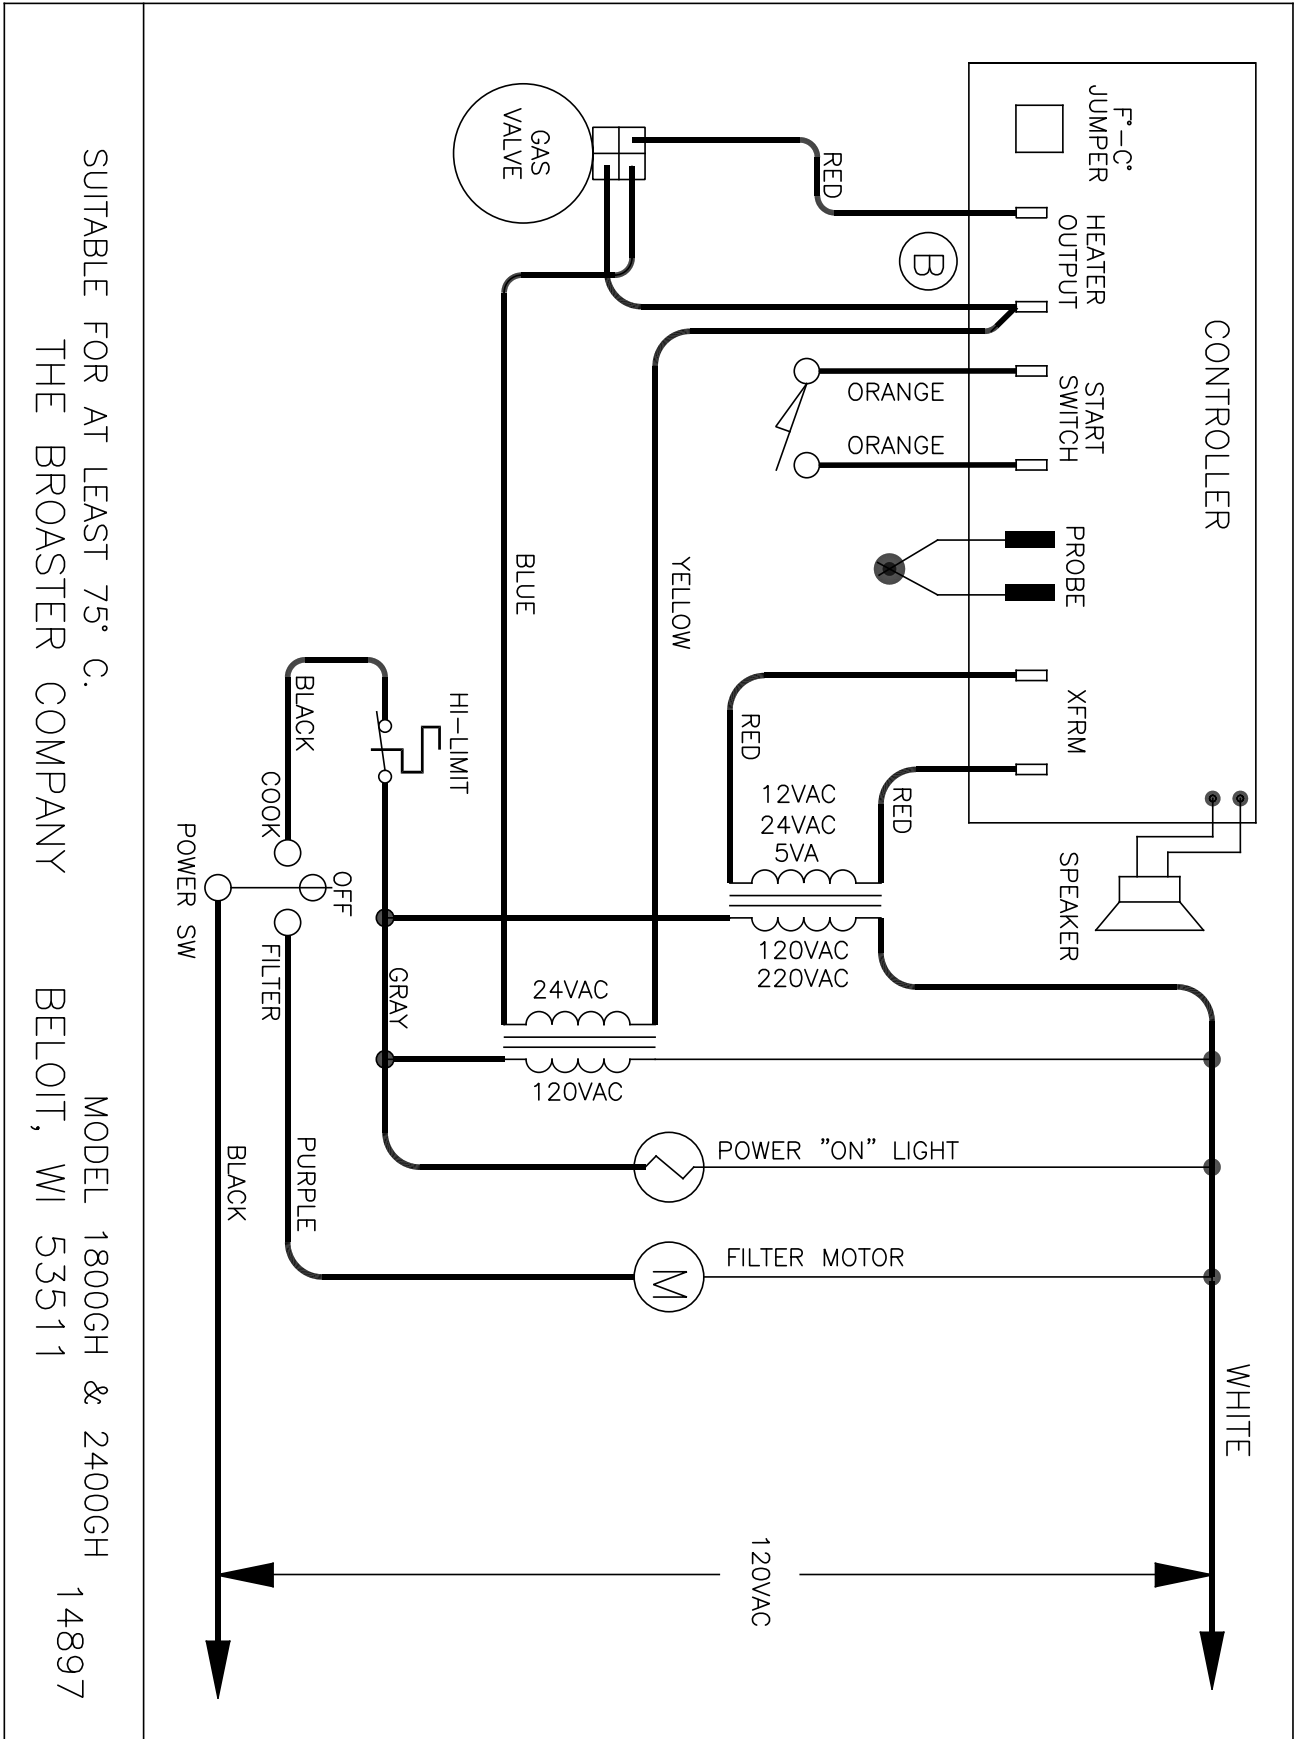 CONTROLLER
F°-C°
JUMPER
HEATER
OUTPUT
START
SWITCH
PROBE
XFRM
SPEAKER
RED
B
ORANGE
ORANGE
GAS
VALVE
YELLOW
BLUE
RED
RED
12VAC
24VAC
5VA
120VAC
220VAC
HI-LIMIT
BLACK
COOK
OFF
FILTER
POWER SW
GRAY
24VAC
120VAC
POWER "ON" LIGHT
FILTER MOTOR
M
PURPLE
BLACK
WHITE
120VAC
SUITABLE FOR AT LEAST 75° C.
MODEL 1800GH & 2400GH
THE BROASTER COMPANY
BELOIT, WI 53511
14897